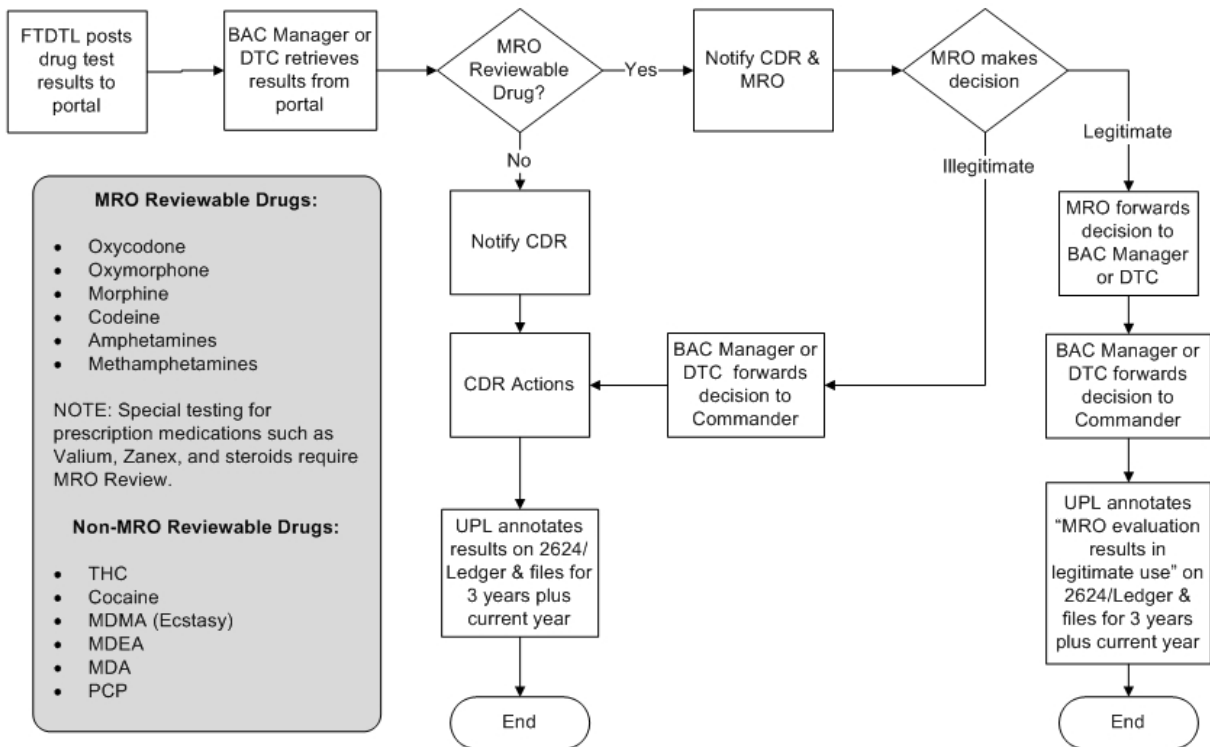 FTDTL posts
drug test
results to
portal
BAC Manager or
DTC retrieves
results from
portal
MRO
Reviewable
Drug?
Yes
Notify CDR &
MRO
MRO makes
decision
Legitimate
Illegitimate
No
Notify CDR
CDR Actions
BAC Manager or
DTC forwards
decision to
Commander
MRO forwards
decision to
BAC Manager
or DTC
BAC Manager or
DTC forwards
decision to
Commander
UPL annotates
results on 2624/
Ledger & files for
3 years plus
current year
UPL annotates
“MRO evaluation
results in
legitimate use” on
2624/Ledger &
files for 3 years
plus current year
End
End
MRO Reviewable Drugs:
• Oxycodone
• Oxymorphone
• Morphine
• Codeine
• Amphetamines
• Methamphetamines
NOTE: Special testing for
prescription medications such as
Valium, Zanex, and steroids require
MRO Review.
Non-MRO Reviewable Drugs:
• THC
• Cocaine
• MDMA (Ecstasy)
• MDEA
• MDA
• PCP